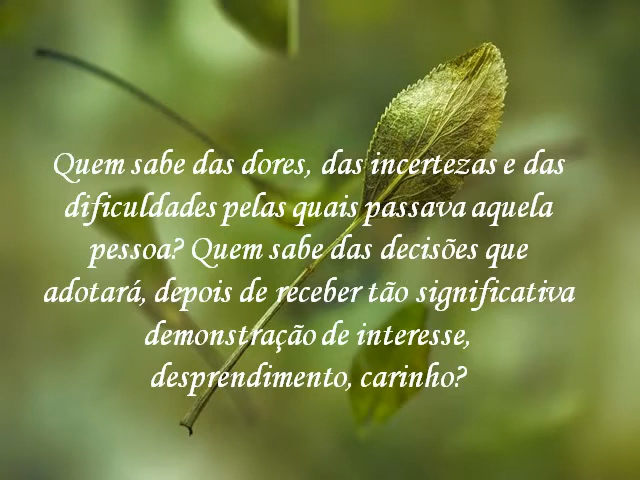 Quem sabe das dores, das incertezas e das
dificuldades pelas quais passava aquela
pessoa? Quem sabe das decisões que
adotará, depois de receber tão significativa
demonstração de interesse,
desprendimento, carinho?